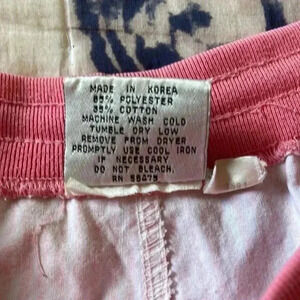 MADE IN KOREA
65% POLYESTER
35% COTTON
MACHINE WASH COLD
TUMBLE DRY LOW
REMOVE FROM DRYER
PROMPTLY USE COOL IRON
IF NECESSARY
DO NOT BLEACH.
RN